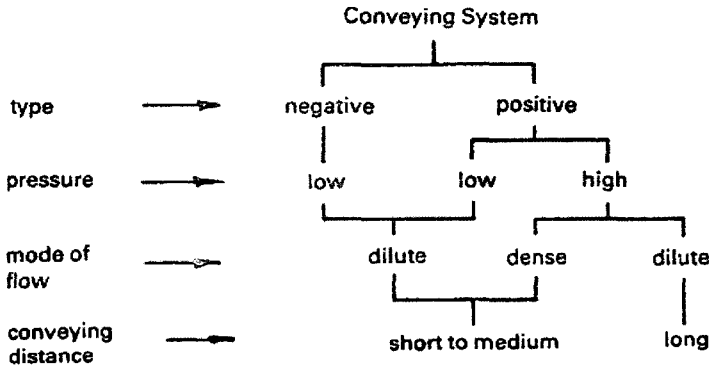 Conveying System
type negative positive
pressure low low high
mode of
flow
dilute dense dilute
conveying
distance
short to medium long